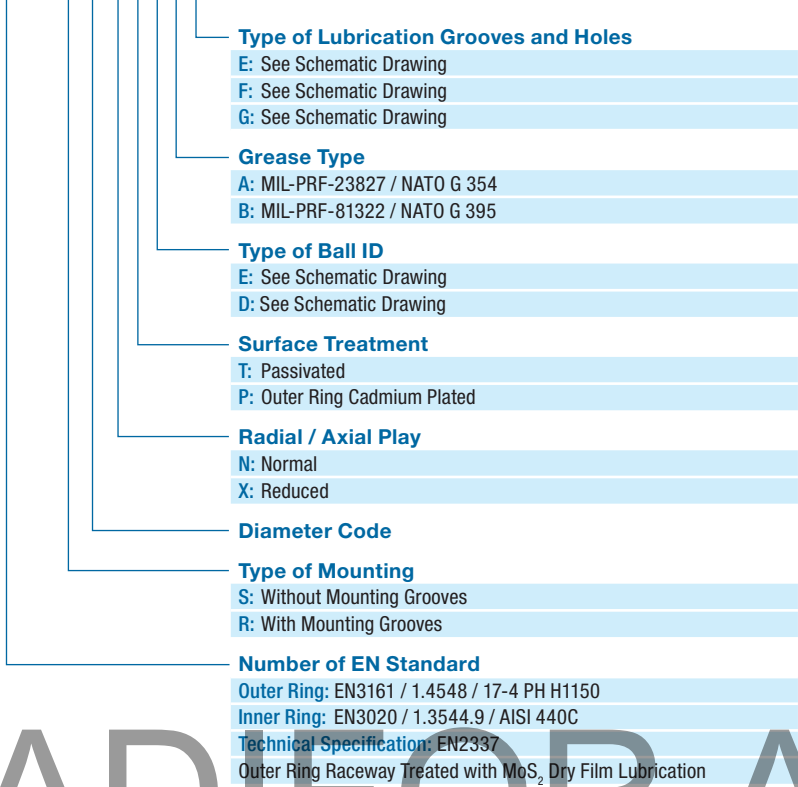 Type of Lubrication Grooves and Holes
E: See Schematic Drawing
F: See Schematic Drawing
G: See Schematic Drawing
Grease Type
A: MIL-PRF-23827 / NATO G 354
B: MIL-PRF-81322 / NATO G 395
Type of Ball ID
E: See Schematic Drawing
D: See Schematic Drawing
Surface Treatment
T: Passivated
P: Outer Ring Cadmium Plated
Radial / Axial Play
N: Normal
X: Reduced
Diameter Code
Type of Mounting
S: Without Mounting Grooves
R: With Mounting Grooves
Number of EN Standard
Outer Ring: EN3161 / 1.4548 / 17-4 PH H1150
Inner Ring: EN3020 / 1.3544.9 / AISI 440C
Technical Specification: EN2337
Outer Ring Raceway Treated with MoS₂ Dry Film Lubrication